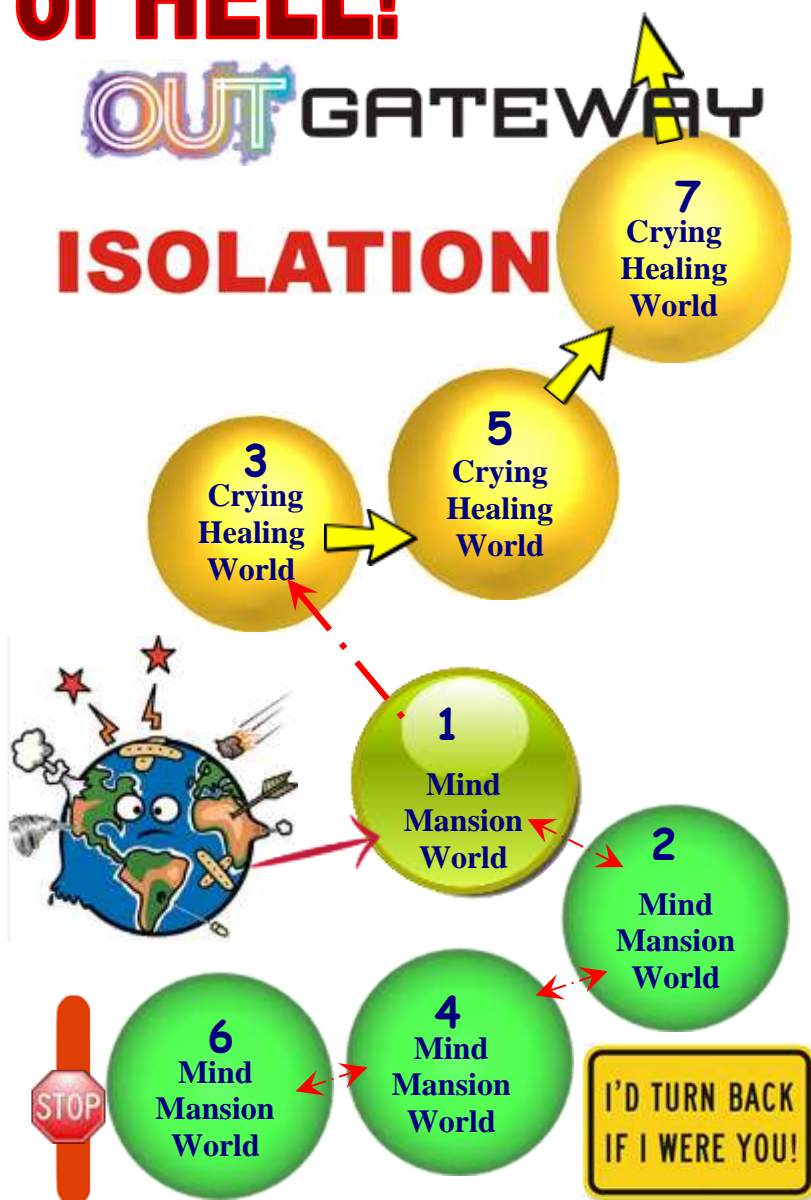 of HELL!
OUT GATEWAY
ISOLATION
7
Crying
Healing
World
5
Crying
Healing
World
3
Crying
Healing
World
1
Mind
Mansion
World
2
Mind
Mansion
World
4
Mind
Mansion
World
6
Mind
Mansion
World
STOP
I'D TURN BACK
IF I WERE YOU!